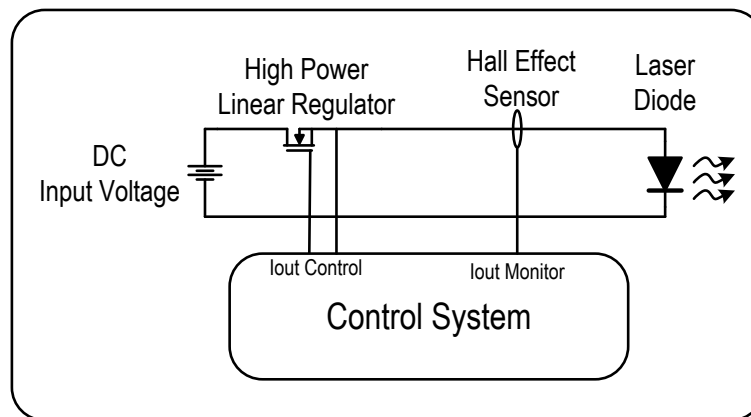 High Power
Linear Regulator
Hall Effect
Sensor
Laser
Diode
DC
Input Voltage
Iout Control
Iout Monitor
Control System